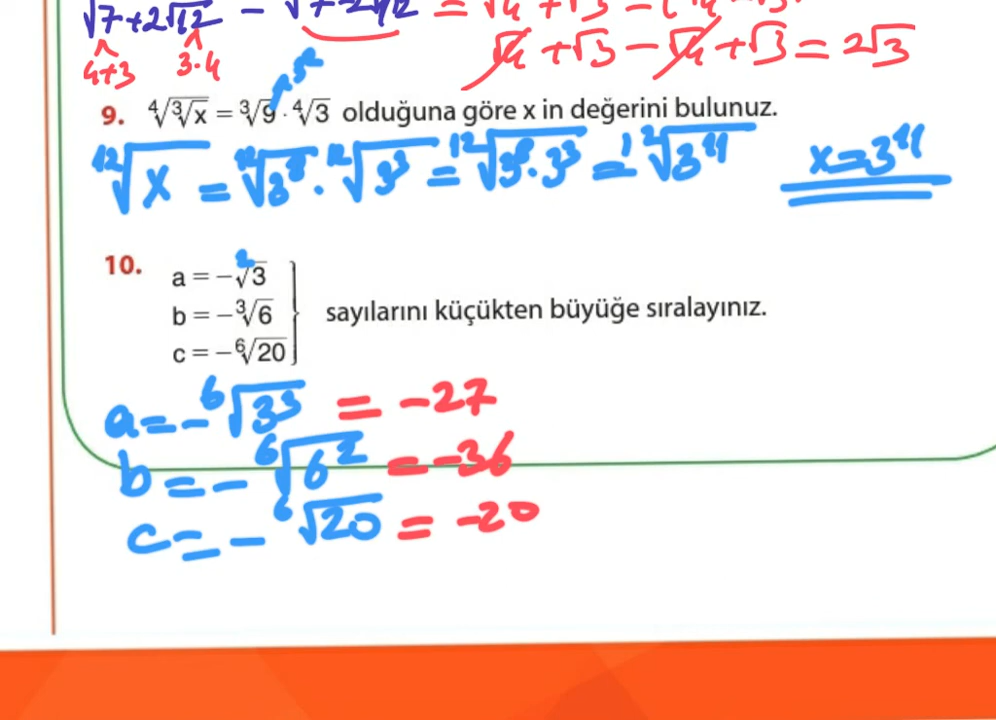 √7+2√12 - √7-2√12 = √4+√3-(√4-√3)
4+3 3·4 √4+√3-√4+√3=2√3
9. ⁴√³√x = ³√9 · ⁴√3 olduğuna göre x in değerini bulunuz.
¹²√x = ¹²√3⁸ · ¹²√3³ = ¹²√3⁸·3³ = ¹²√3¹¹ x=3¹¹
10. a = -√3
b = -³√6 sayılarını küçükten büyüğe sıralayınız.
c = -⁶√20
a=-⁶√3³ = -27
b=-⁶√6² = -36
c=-⁶√20 = -20